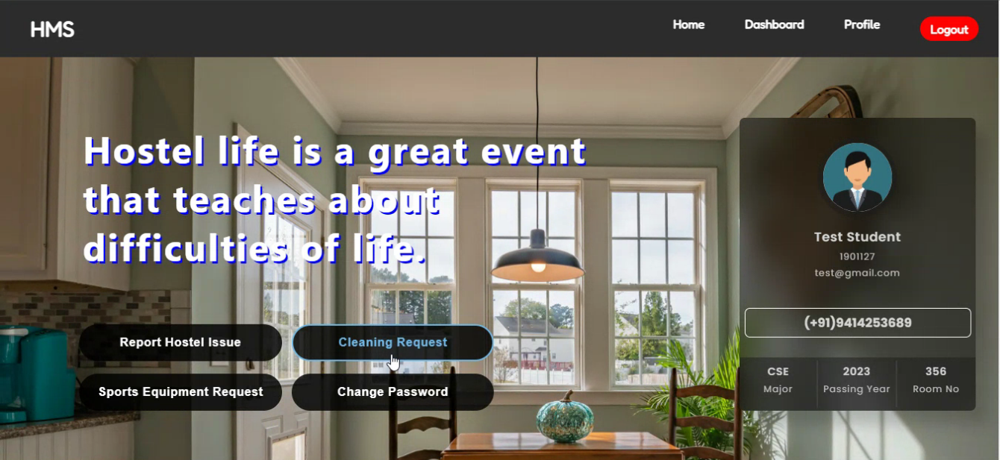 HMS
Home
Dashboard
Profile
Logout
Hostel life is a great event
that teaches about
difficulties of life.
Report Hostel Issue
Cleaning Request
Sports Equipment Request
Change Password
Test Student
1901127
test@gmail.com
(+91)9414253689
CSE
Major
2023
Passing Year
356
Room No